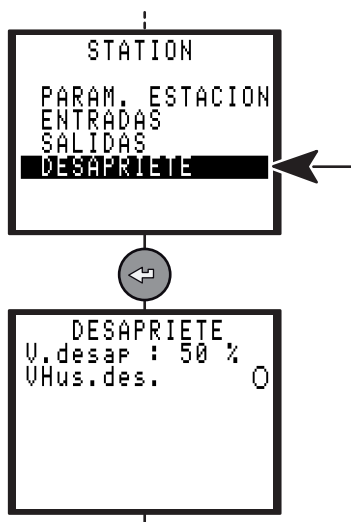 STATION
PARAM. ESTACION
ENTRADAS
SALIDAS
DESAPRIETE
DESAPRIETE
V.desap : 50 %
VHus.des. O